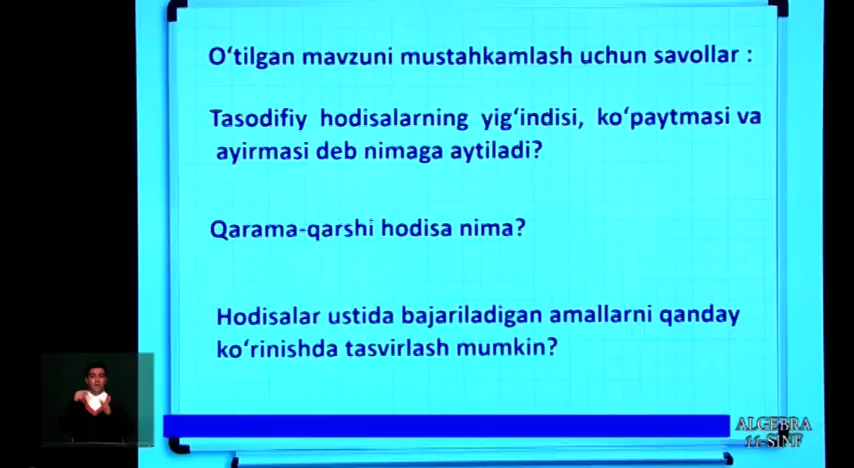 O‘tilgan mavzuni mustahkamlash uchun savollar :
Tasodifiy hodisalarning yig‘indisi, ko‘paytmasi va
ayirmasi deb nimaga aytiladi?
Qarama-qarshi hodisa nima?
Hodisalar ustida bajariladigan amallarni qanday
ko‘rinishda tasvirlash mumkin?
ALGEBRA
11-SINF